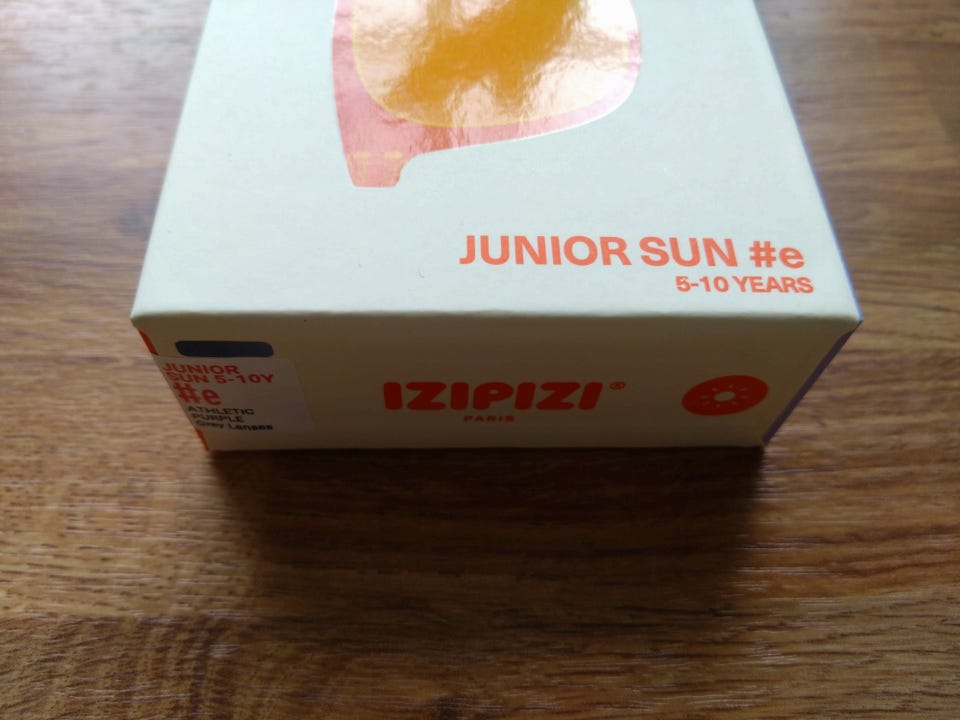 JUNIOR SUN #e
5-10 YEARS
JUNIOR
SUN 5-10Y
#e
ATHLETIC
PURPLE
Grey Lenses
IZIPIZI®
PARIS